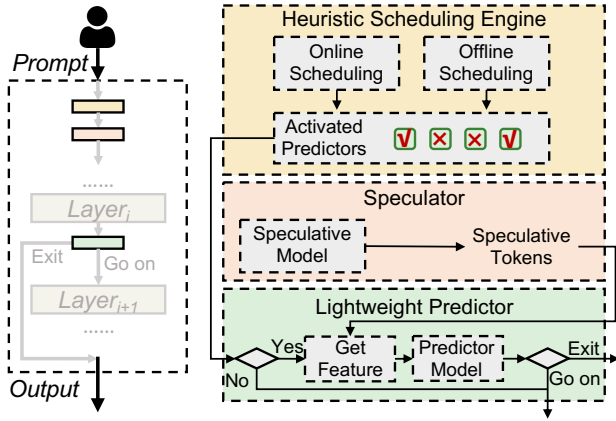 Prompt
......
Layer_i
Exit
Go on
Layer_{i+1}
......
Output
Heuristic Scheduling Engine
Online
Scheduling
Offline
Scheduling
Activated
Predictors
√ × × √
Speculator
Speculative
Model
Speculative
Tokens
Lightweight Predictor
Yes
No
Get
Feature
Predictor
Model
Exit
Go on